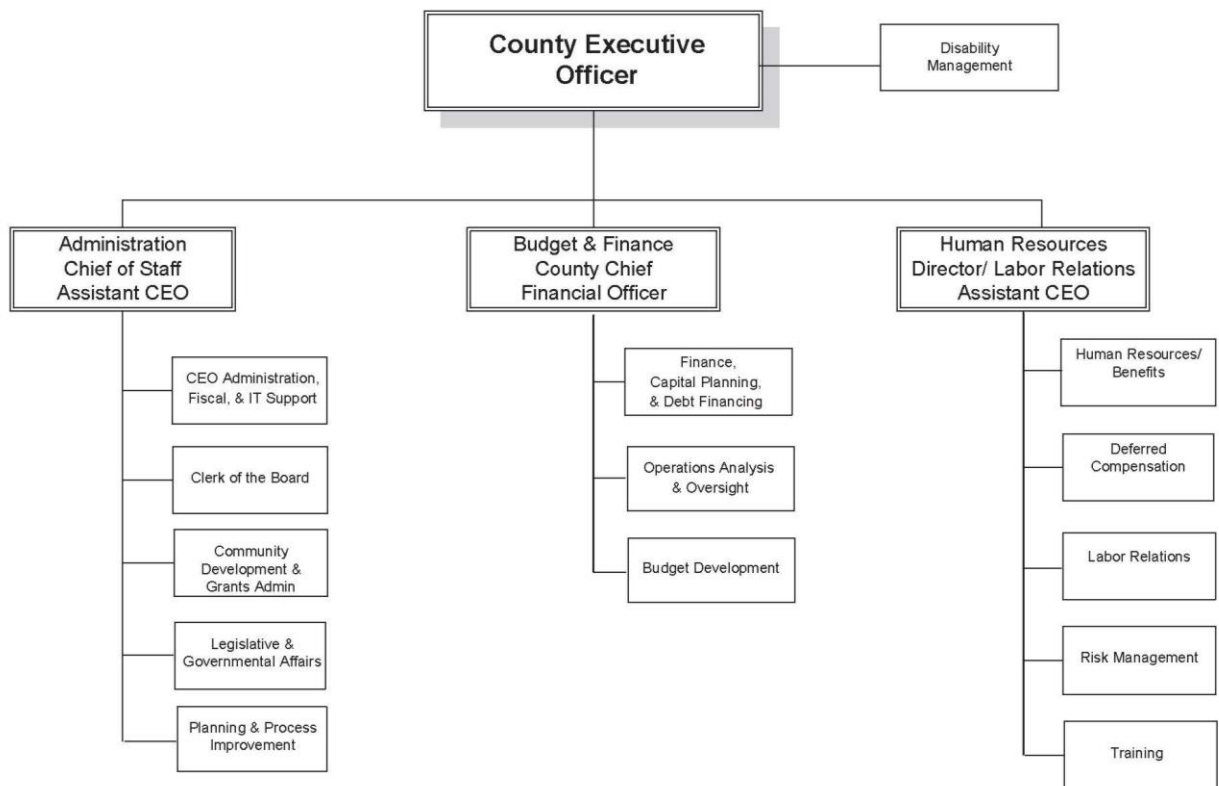 County Executive
Officer
Disability
Management
Administration
Chief of Staff
Assistant CEO
Budget & Finance
County Chief
Financial Officer
Human Resources
Director/ Labor Relations
Assistant CEO
CEO Administration,
Fiscal, & IT Support
Clerk of the Board
Community
Development &
Grants Admin
Legislative &
Governmental Affairs
Planning & Process
Improvement
Finance,
Capital Planning,
& Debt Financing
Operations Analysis
& Oversight
Budget Development
Human Resources/
Benefits
Deferred
Compensation
Labor Relations
Risk Management
Training